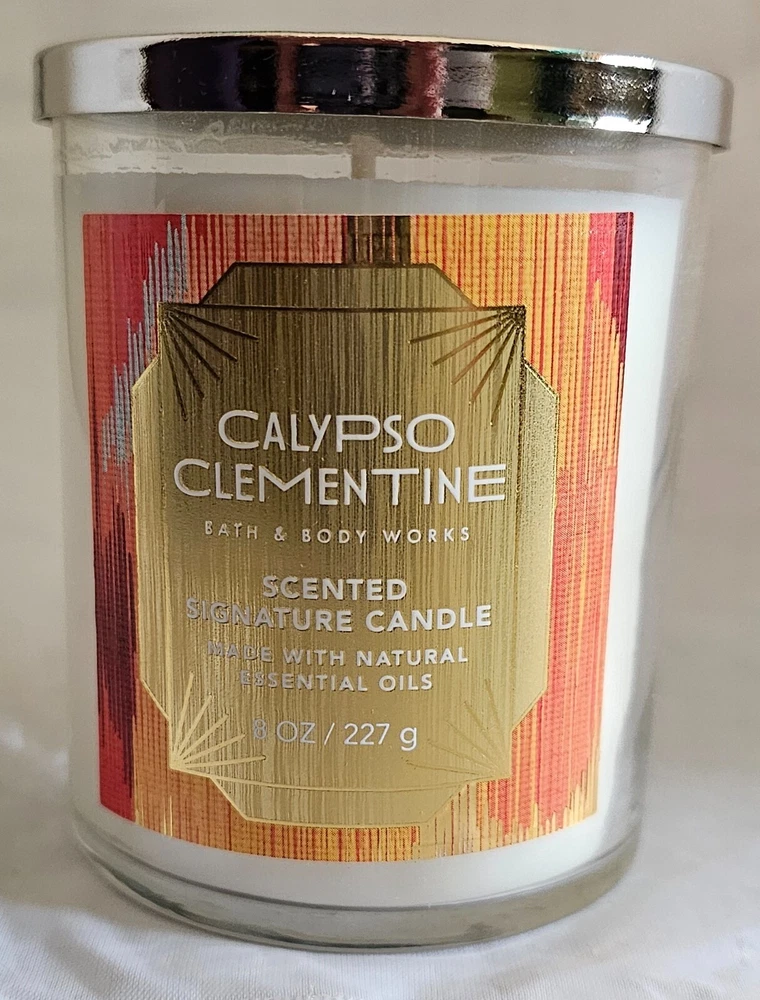 CALYPSO
CLEMENTINE
BATH & BODY WORKS
SCENTED
SIGNATURE CANDLE
MADE WITH NATURAL
ESSENTIAL OILS
8 OZ / 227 g